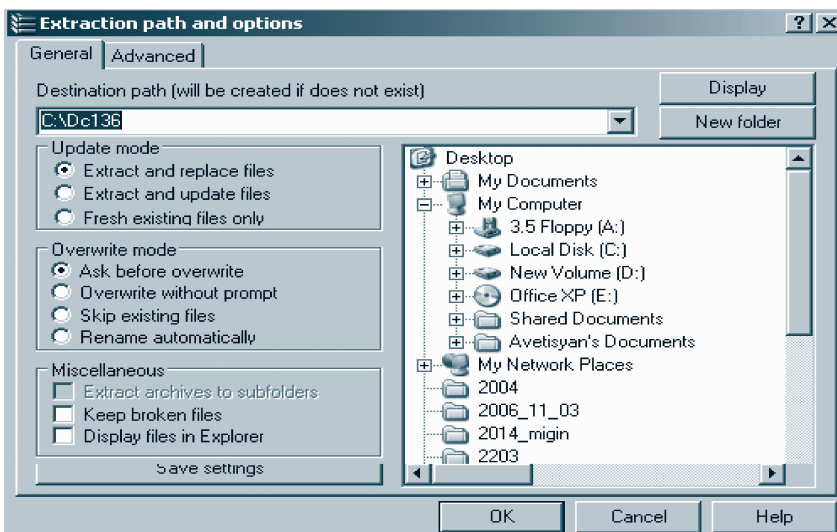 Extraction path and options
General
Advanced
Destination path (will be created if does not exist)
Display
C:\Dc136
New folder
Update mode
Extract and replace files
Extract and update files
Fresh existing files only
Overwrite mode
Ask before overwrite
Overwrite without prompt
Skip existing files
Rename automatically
Miscellaneous
Extract archives to subfolders
Keep broken files
Display files in Explorer
Save settings
Desktop
My Documents
My Computer
3.5 Floppy (A:)
Local Disk (C:)
New Volume (D:)
Office XP (E:)
Shared Documents
Avetisyan's Documents
My Network Places
2004
2006_11_03
2014_migin
2203
OK
Cancel
Help